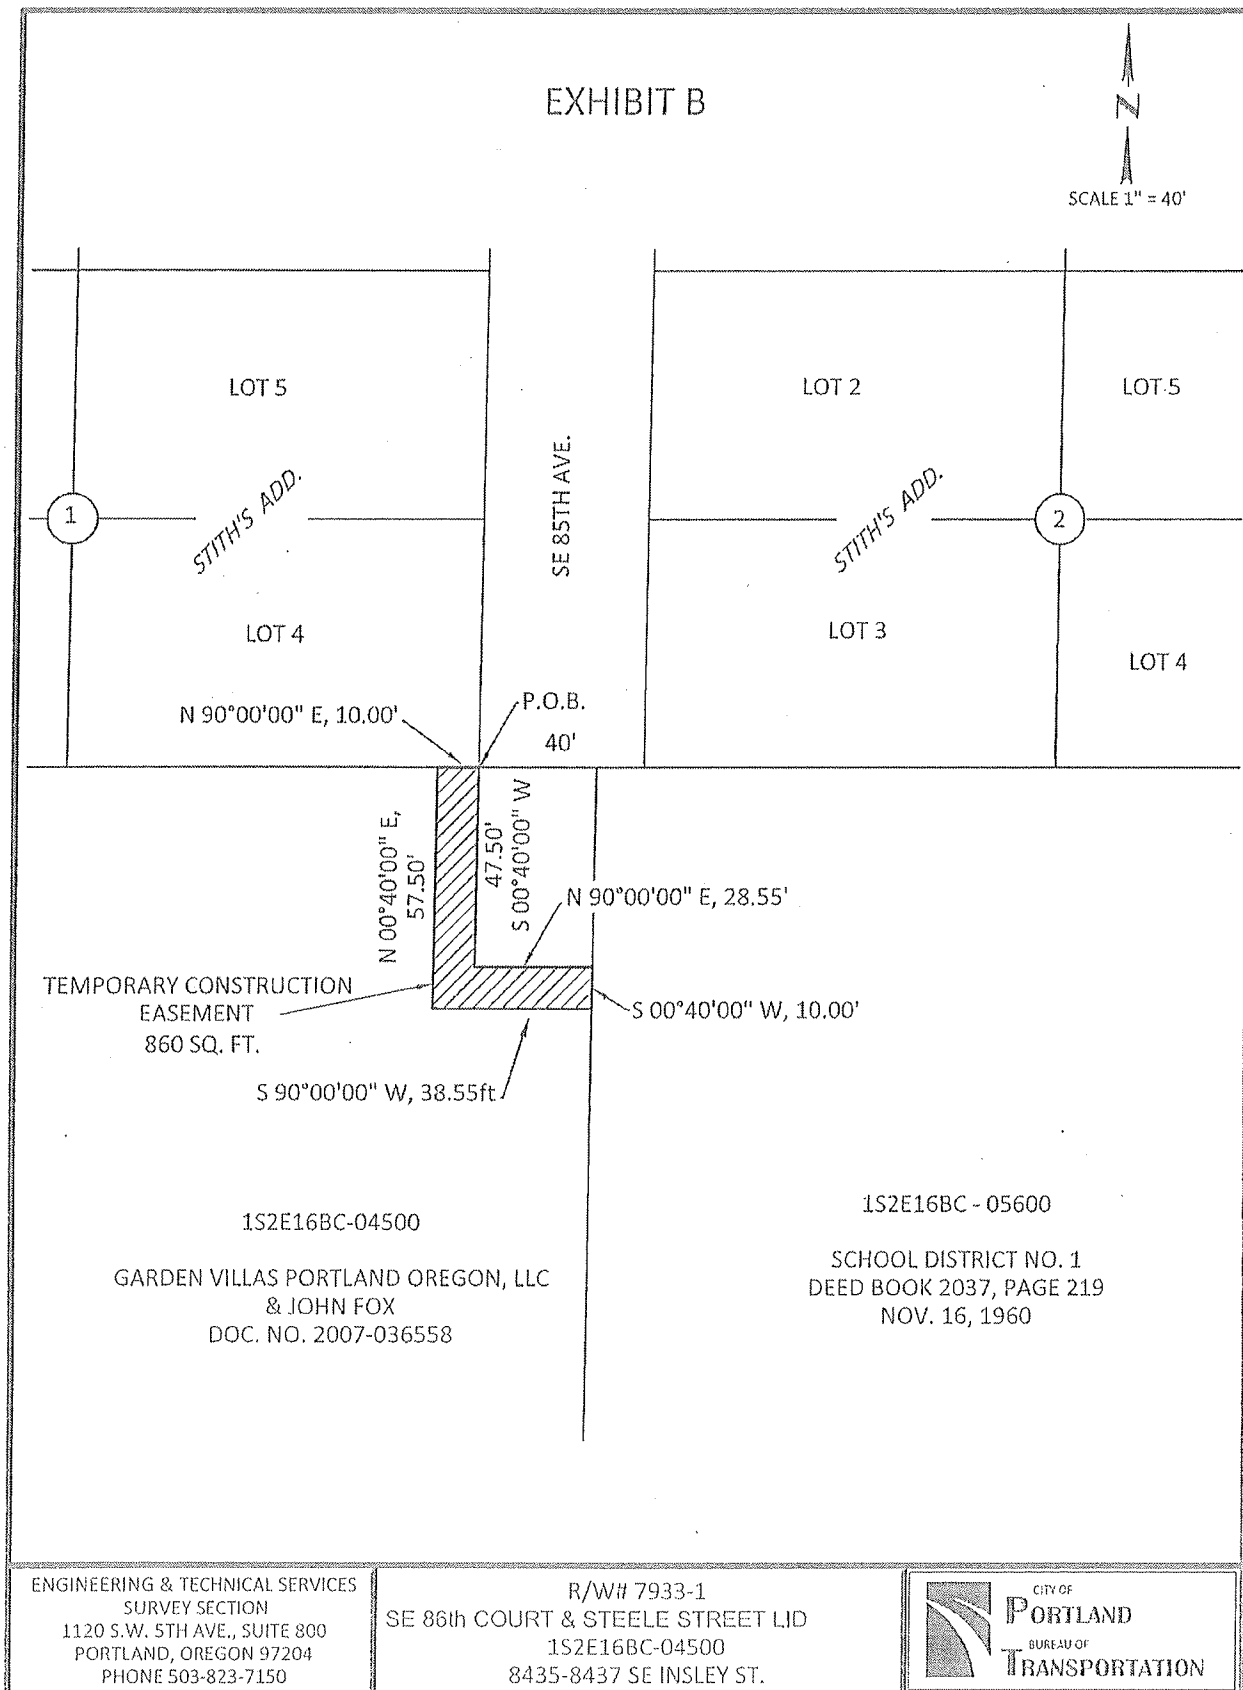 EXHIBIT B
N
SCALE 1" = 40'
LOT 5
LOT 2
LOT 5
SE 85TH AVE.
STITH'S ADD.
STITH'S ADD.
1
2
LOT 4
LOT 3
LOT 4
N 90°00'00" E, 10.00'
P.O.B.
40'
N 00°40'00" E,
57.50'
47.50'
S 00°40'00" W
N 90°00'00" E, 28.55'
TEMPORARY CONSTRUCTION
EASEMENT
860 SQ. FT.
S 00°40'00" W, 10.00'
S 90°00'00" W, 38.55ft
1S2E16BC-04500
GARDEN VILLAS PORTLAND OREGON, LLC
& JOHN FOX
DOC. NO. 2007-036558
1S2E16BC - 05600
SCHOOL DISTRICT NO. 1
DEED BOOK 2037, PAGE 219
NOV. 16, 1960
ENGINEERING & TECHNICAL SERVICES
SURVEY SECTION
1120 S.W. 5TH AVE., SUITE 800
PORTLAND, OREGON 97204
PHONE 503-823-7150
R/W# 7933-1
SE 86th COURT & STEELE STREET LID
1S2E16BC-04500
8435-8437 SE INSLEY ST.
CITY OF
PORTLAND
BUREAU OF
TRANSPORTATION